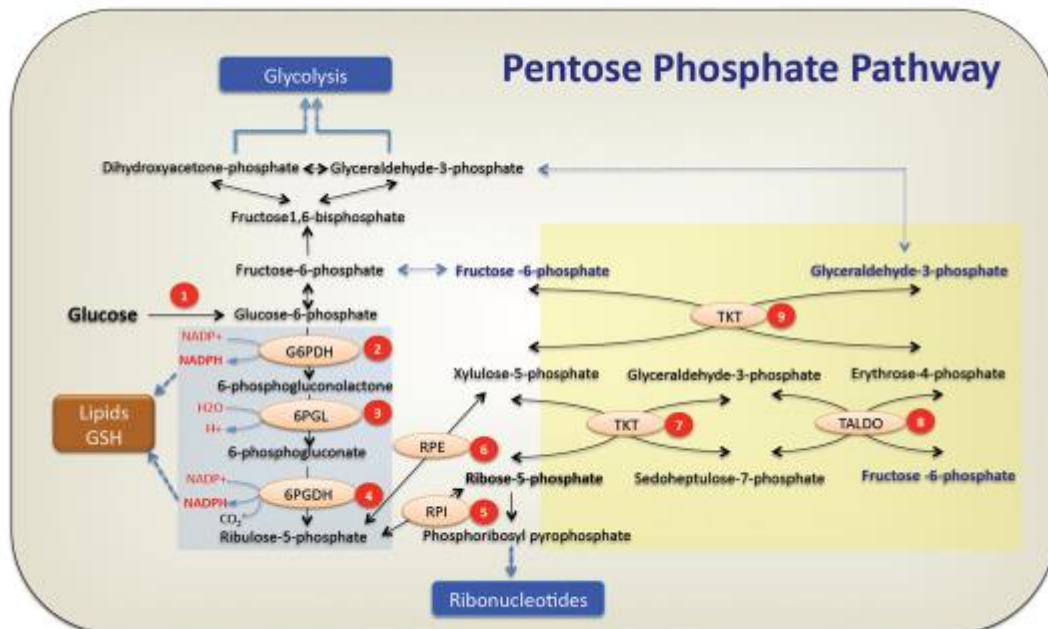 Pentose Phosphate Pathway
Glycolysis
Dihydroxyacetone-phosphate
Glyceraldehyde-3-phosphate
Fructose1,6-bisphosphate
Fructose-6-phosphate
Fructose -6-phosphate
Glyceraldehyde-3-phosphate
1
Glucose
Glucose-6-phosphate
TKT
9
NADP+
NADPH
G6PDH
2
6-phosphogluconolactone
Xylulose-5-phosphate
Glyceraldehyde-3-phosphate
Erythrose-4-phosphate
Lipids
GSH
H2O
H+
6PGL
3
TKT
7
TALDO
8
RPE
6
6-phosphogluconate
Ribose-5-phosphate
Sedoheptulose-7-phosphate
Fructose -6-phosphate
NADP+
NADPH
CO2
6PGDH
4
RPI
5
Ribulose-5-phosphate
Phosphoribosyl pyrophosphate
Ribonucleotides